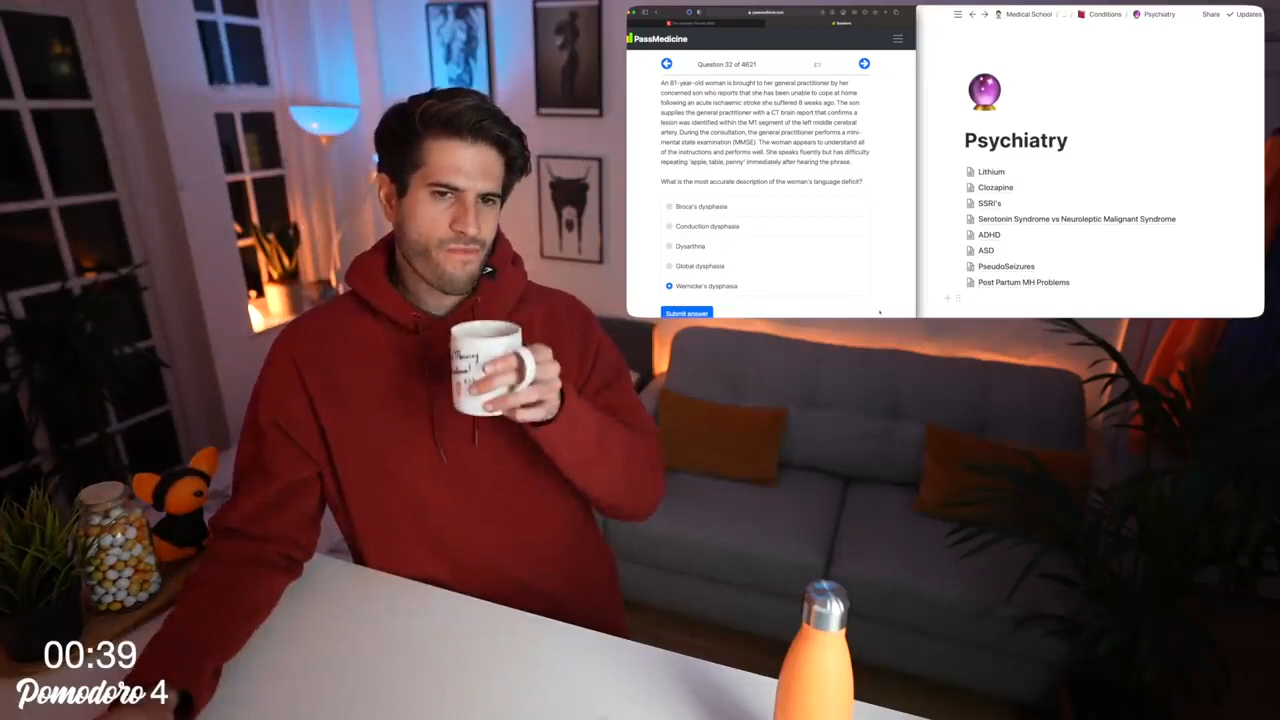 passmedicine.com
PassMedicine
Question 32 of 4621
An 81-year-old woman is brought to her general practitioner by her
concerned son who reports that she has been unable to cope at home
following an acute ischaemic stroke she suffered 8 weeks ago. The son
supplies the general practitioner with a CT brain report that confirms a
lesion was identified within the M1 segment of the left middle cerebral
artery. During the consultation, the general practitioner performs a mini-
mental state examination (MMSE). The woman appears to understand all
of the instructions and performs well. She speaks fluently but has difficulty
repeating 'apple, table, penny' immediately after hearing the phrase.
What is the most accurate description of the woman's language deficit?
Broca's dysphasia
Conduction dysphasia
Dysarthria
Global dysphasia
Wernicke's dysphasia
Submit answer
Medical School / ... / Conditions / Psychiatry Share Updates
Psychiatry
Lithium
Clozapine
SSRI's
Serotonin Syndrome vs Neuroleptic Malignant Syndrome
ADHD
ASD
PseudoSeizures
Post Partum MH Problems
00:39
Pomodoro 4